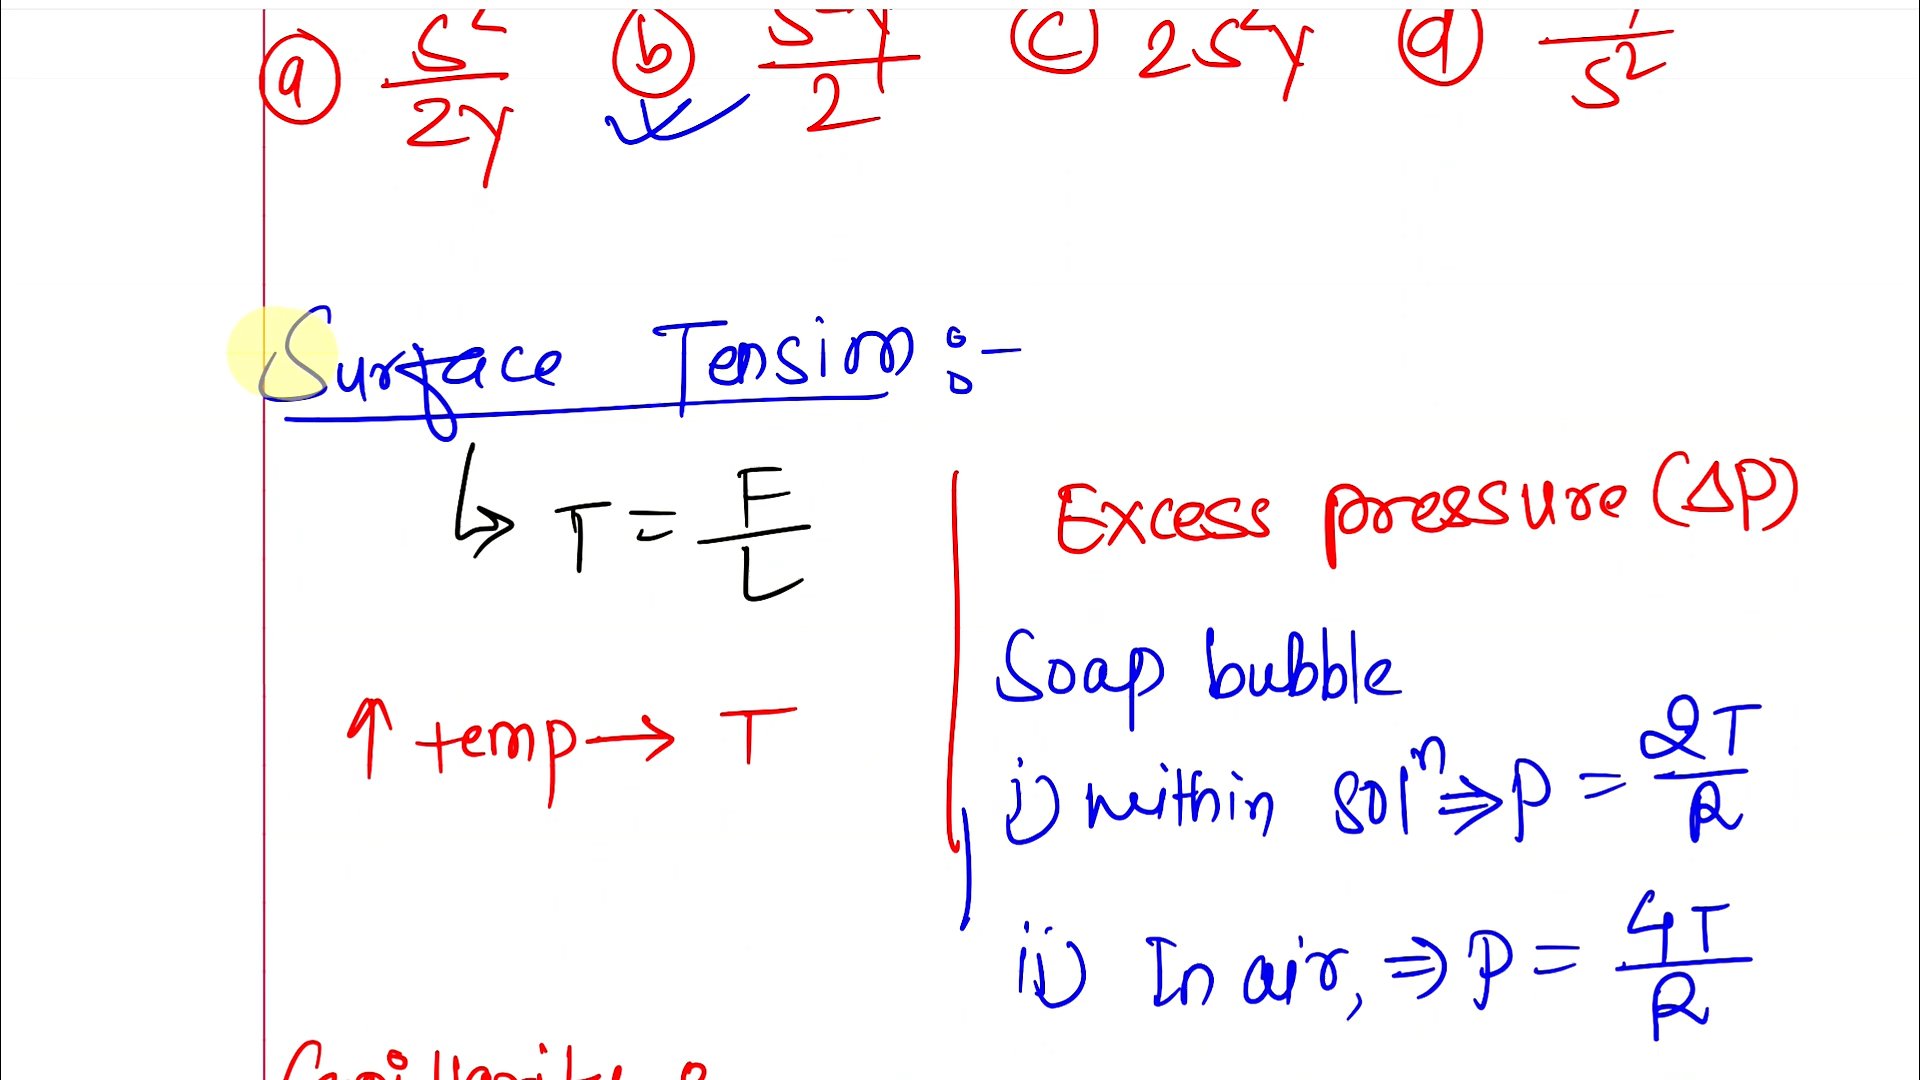 (a) S²/2Y (b) S²Y/2 (c) 2S²Y (d) /S²
Surface Tension :-
↳ T = F/L
↑ temp → T
Excess pressure (ΔP)
Soap bubble
i) within solⁿ ⇒ P = 2T/R
ii) In air, ⇒ P = 4T/R